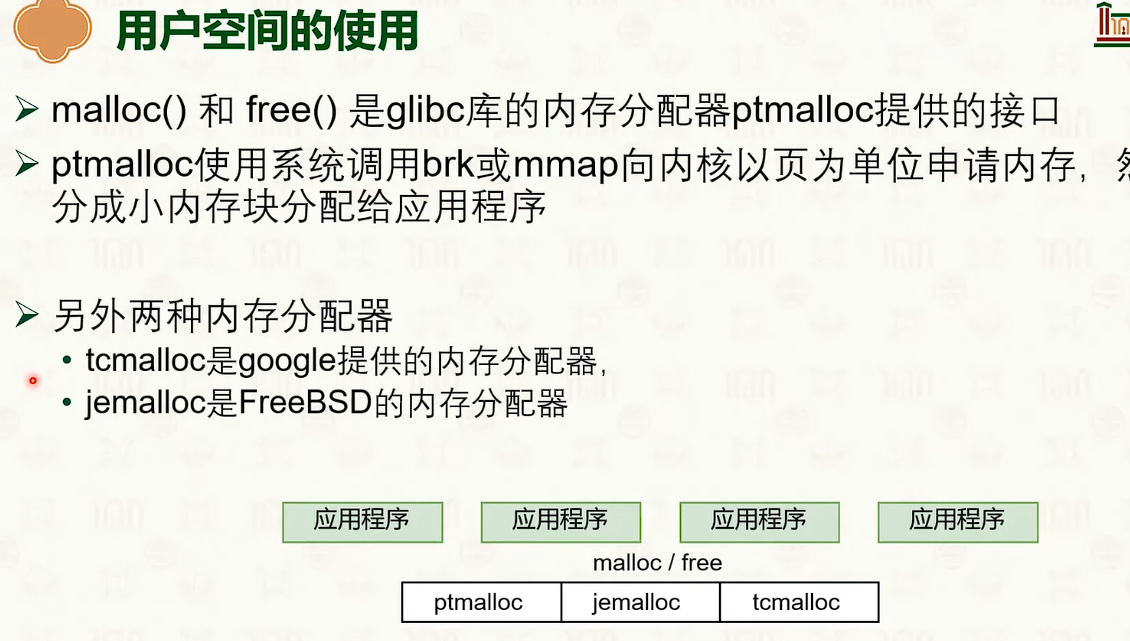 用户空间的使用
malloc() 和 free() 是glibc库的内存分配器ptmalloc提供的接口
ptmalloc使用系统调用brk或mmap向内核以页为单位申请内存，
分成小内存块分配给应用程序
另外两种内存分配器
tcmalloc是google提供的内存分配器，
jemalloc是FreeBSD的内存分配器
应用程序 应用程序 应用程序 应用程序
malloc / free
ptmalloc jemalloc tcmalloc